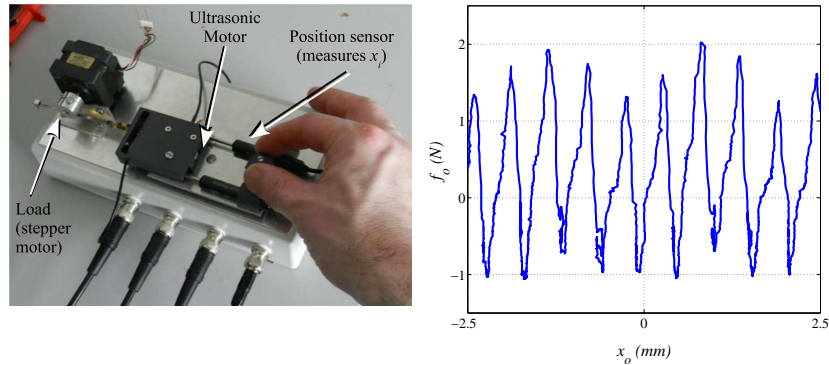 Ultrasonic
Motor
Position sensor
(measures x_i)
Load
(stepper
motor)
f_o (N)
2
1
0
−1
−2.5
0
2.5
x_o (mm)